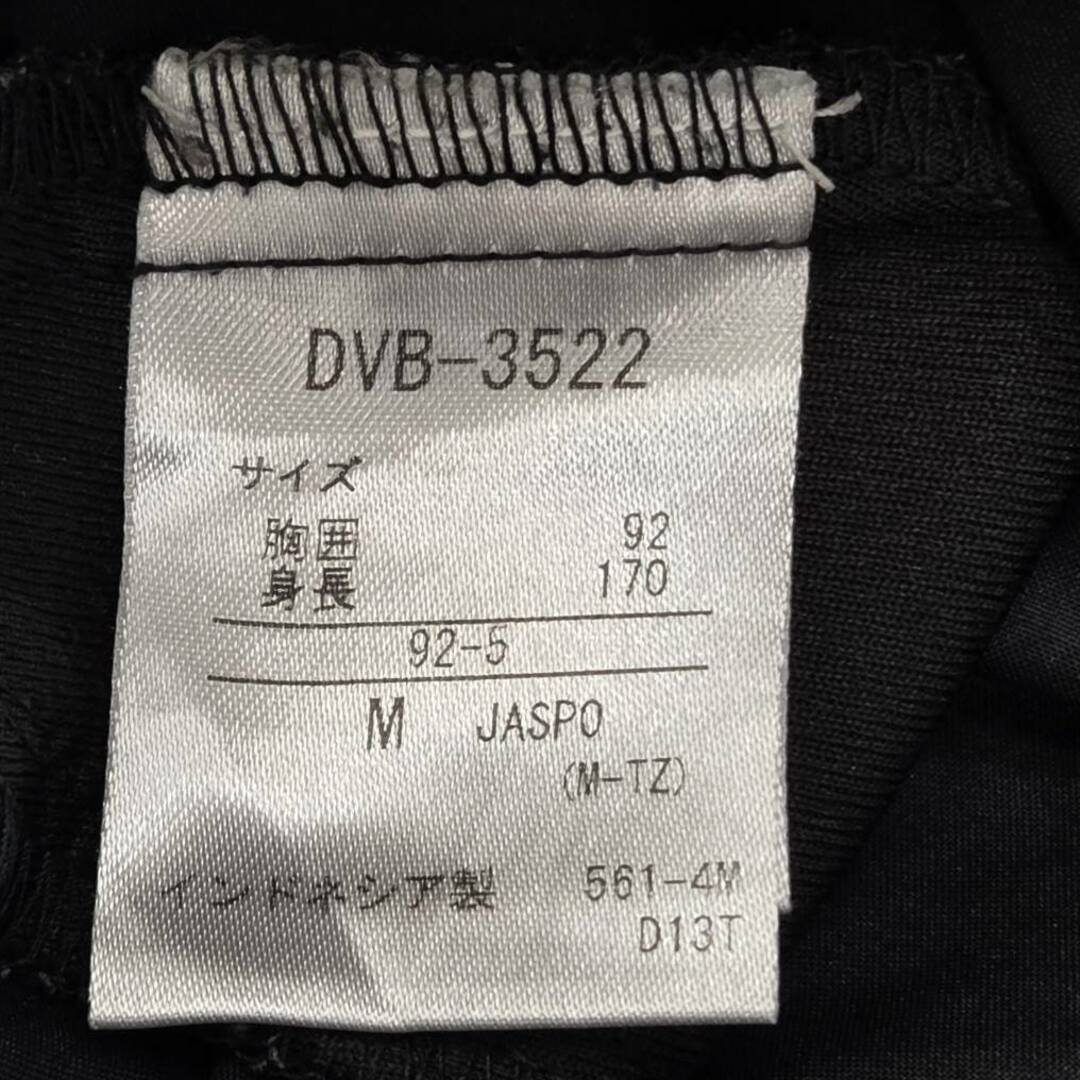 DVB-3522
サイズ
胸囲 92
身長 170
92-5
M JASPO
(M-TZ)
インドネシア製 561-4M
D13T